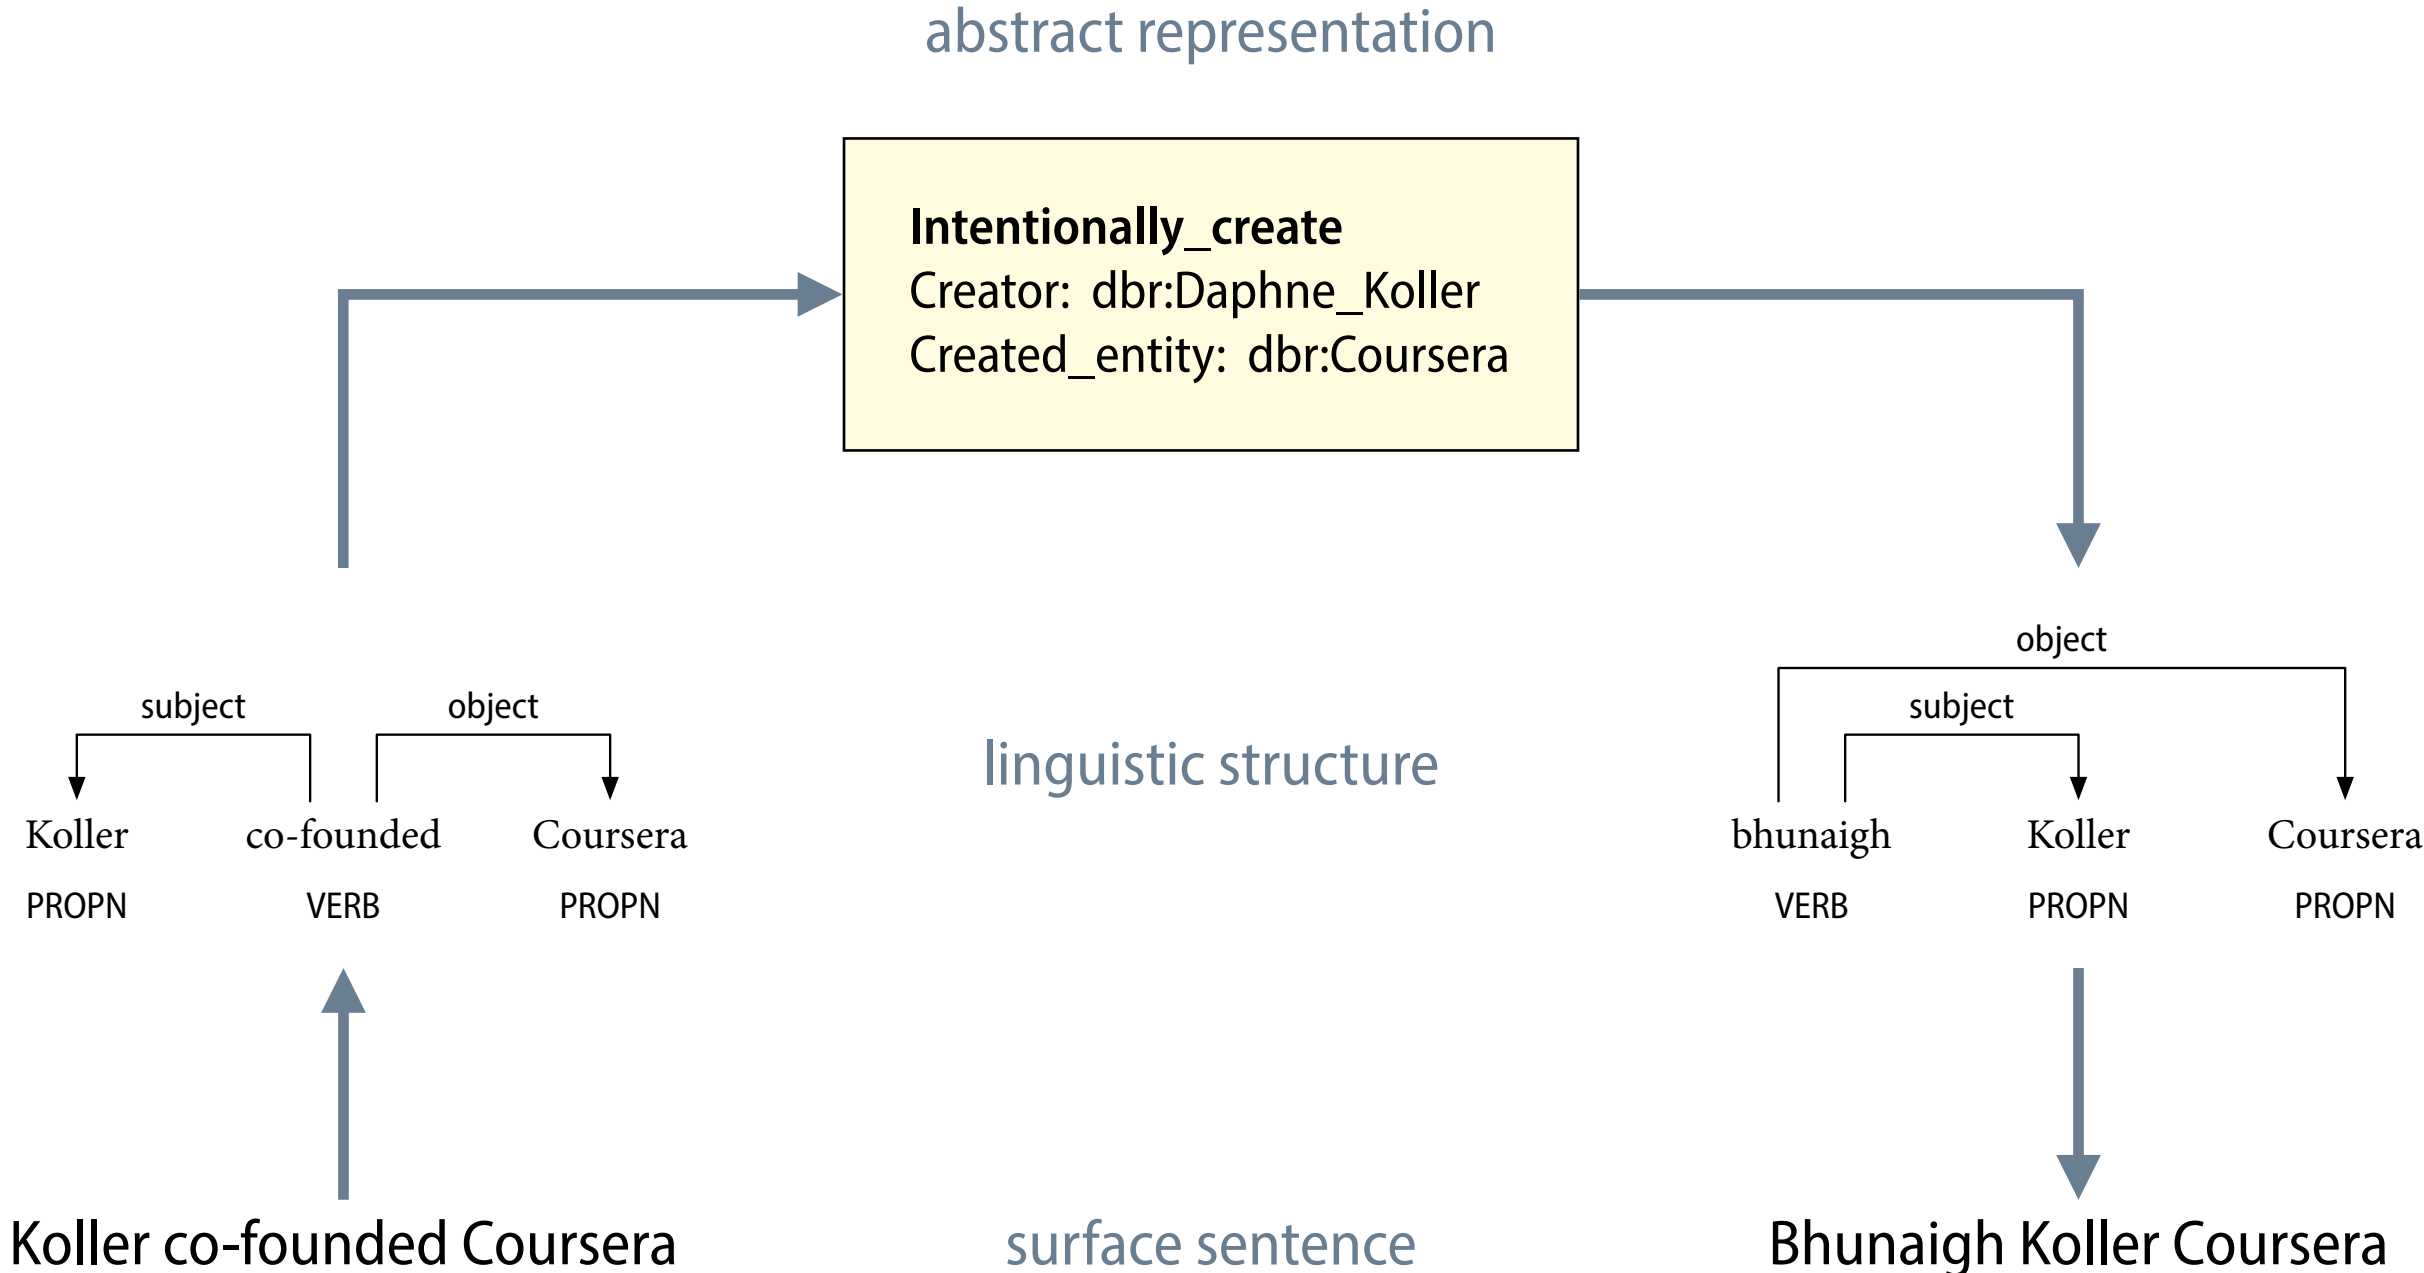 abstract representation
Intentionally_create
Creator: dbr:Daphne_Koller
Created_entity: dbr:Coursera
object
subject object
subject
linguistic structure
Koller co-founded Coursera
bhunaigh Koller Coursera
PROPN VERB PROPN
VERB PROPN PROPN
Koller co-founded Coursera
surface sentence
Bhunaigh Koller Coursera